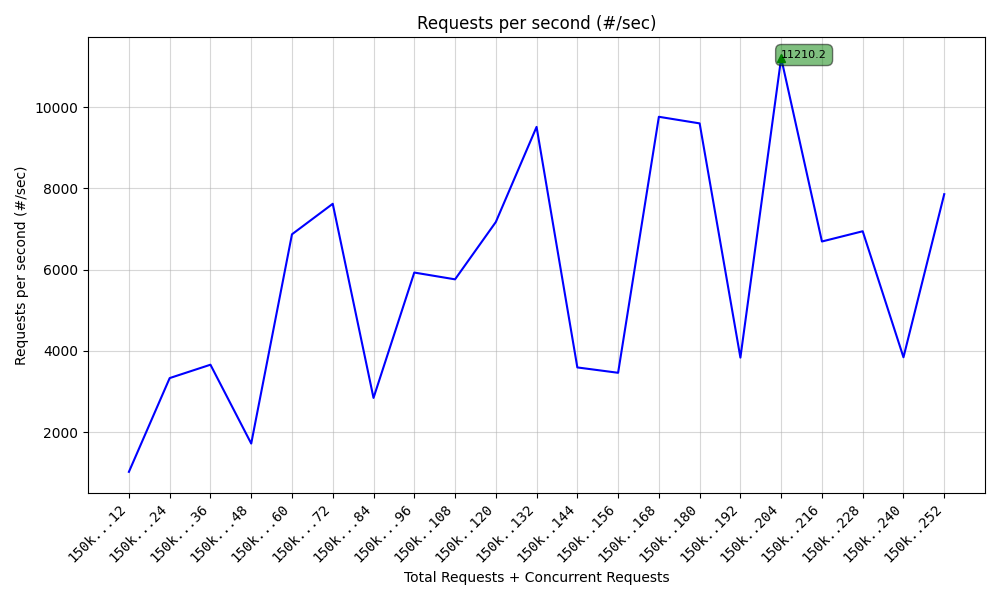 Requests per second (#/sec)
11210.2
10000
8000
6000
4000
2000
Requests per second (#/sec)
150k..12
150k..24
150k..36
150k..48
150k..60
150k..72
150k..84
150k..96
150k..108
150k..120
150k..132
150k..144
150k..156
150k..168
150k..180
150k..192
150k..204
150k..216
150k..228
150k..240
150k..252
Total Requests + Concurrent Requests